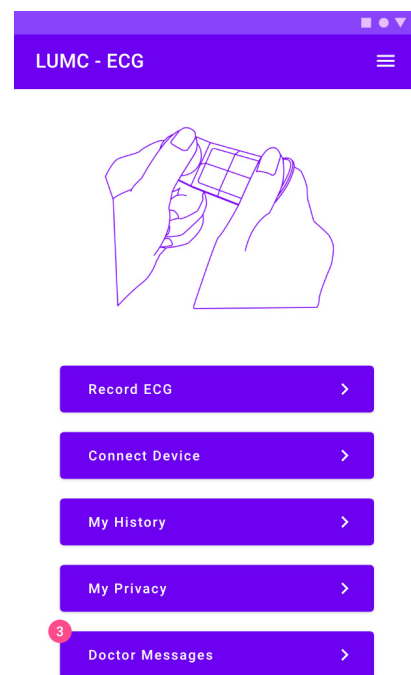 LUMC - ECG
Record ECG
Connect Device
My History
My Privacy
3
Doctor Messages